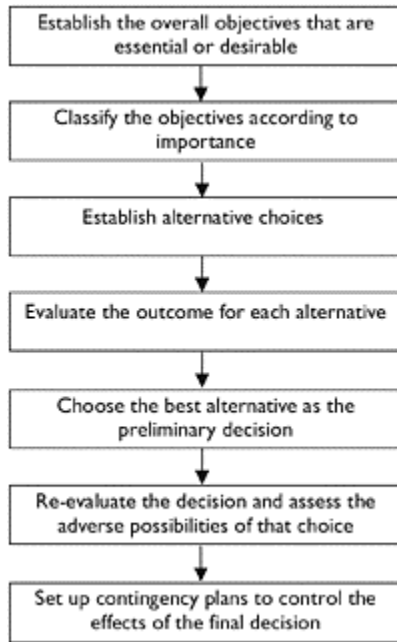 Establish the overall objectives that are
essential or desirable
Classify the objectives according to
importance
Establish alternative choices
Evaluate the outcome for each alternative
Choose the best alternative as the
preliminary decision
Re-evaluate the decision and assess the
adverse possibilities of that choice
Set up contingency plans to control the
effects of the final decision